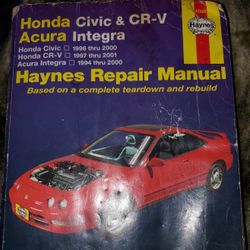 Honda Civic & CR-V
Acura Integra
Haynes
Honda Civic 1996 thru 2000
Honda CR-V 1997 thru 2001
Acura Integra 1994 thru 2000
Haynes Repair Manual
Based on a complete teardown and rebuild